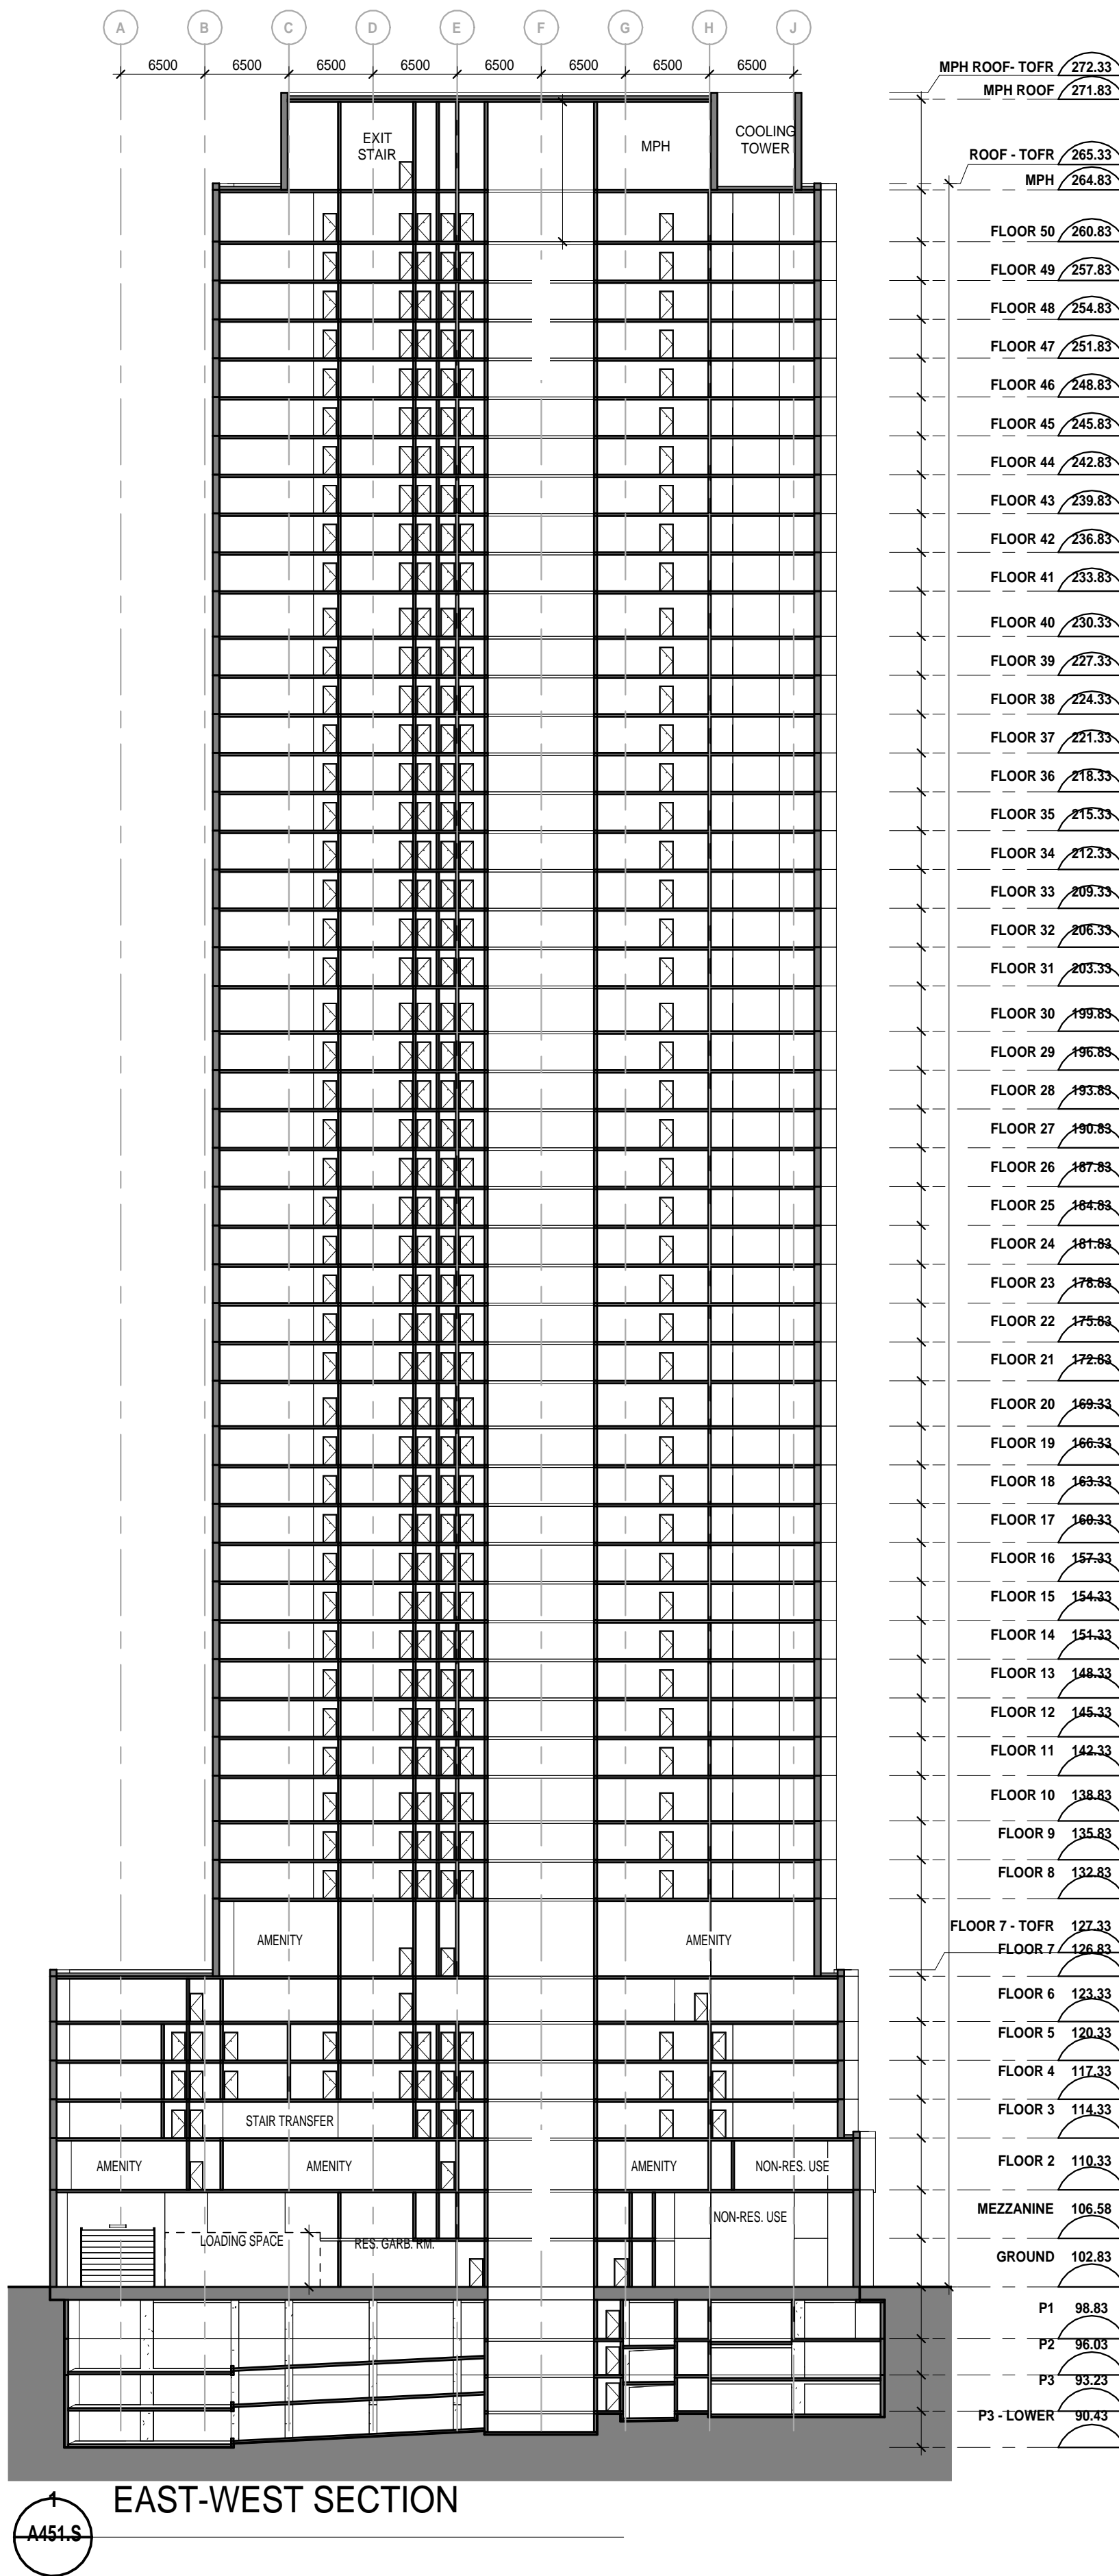 A B C D E F G H J
6500 6500 6500 6500 6500 6500 6500 6500
MPH ROOF- TOFR 272.33
MPH ROOF 271.83
EXIT
STAIR
MPH
COOLING
TOWER
ROOF - TOFR 265.33
MPH 264.83
FLOOR 50 260.83
FLOOR 49 257.83
FLOOR 48 254.83
FLOOR 47 251.83
FLOOR 46 248.83
FLOOR 45 245.83
FLOOR 44 242.83
FLOOR 43 239.83
FLOOR 42 236.83
FLOOR 41 233.83
FLOOR 40 230.33
FLOOR 39 227.33
FLOOR 38 224.33
FLOOR 37 221.33
FLOOR 36 218.33
FLOOR 35 215.33
FLOOR 34 212.33
FLOOR 33 209.33
FLOOR 32 206.33
FLOOR 31 203.33
FLOOR 30 199.83
FLOOR 29 196.83
FLOOR 28 193.83
FLOOR 27 190.83
FLOOR 26 187.83
FLOOR 25 184.83
FLOOR 24 181.83
FLOOR 23 178.83
FLOOR 22 175.83
FLOOR 21 172.83
FLOOR 20 169.33
FLOOR 19 166.33
FLOOR 18 163.33
FLOOR 17 160.33
FLOOR 16 157.33
FLOOR 15 154.33
FLOOR 14 151.33
FLOOR 13 148.33
FLOOR 12 145.33
FLOOR 11 142.33
FLOOR 10 138.83
FLOOR 9 135.83
FLOOR 8 132.83
AMENITY AMENITY
FLOOR 7 - TOFR 127.33
FLOOR 7 126.83
FLOOR 6 123.33
FLOOR 5 120.33
FLOOR 4 117.33
STAIR TRANSFER
FLOOR 3 114.33
AMENITY AMENITY AMENITY NON-RES. USE
FLOOR 2 110.33
NON-RES. USE
MEZZANINE 106.58
LOADING SPACE RES. GARB. RM.
GROUND 102.83
P1 98.83
P2 96.03
P3 93.23
P3 - LOWER 90.43
1
A451.S
EAST-WEST SECTION